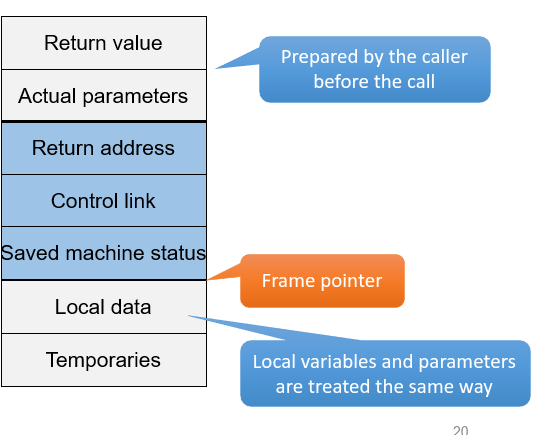 Return value
Prepared by the caller
before the call
Actual parameters
Return address
Control link
Saved machine status
Frame pointer
Local data
Local variables and parameters
are treated the same way
Temporaries
20